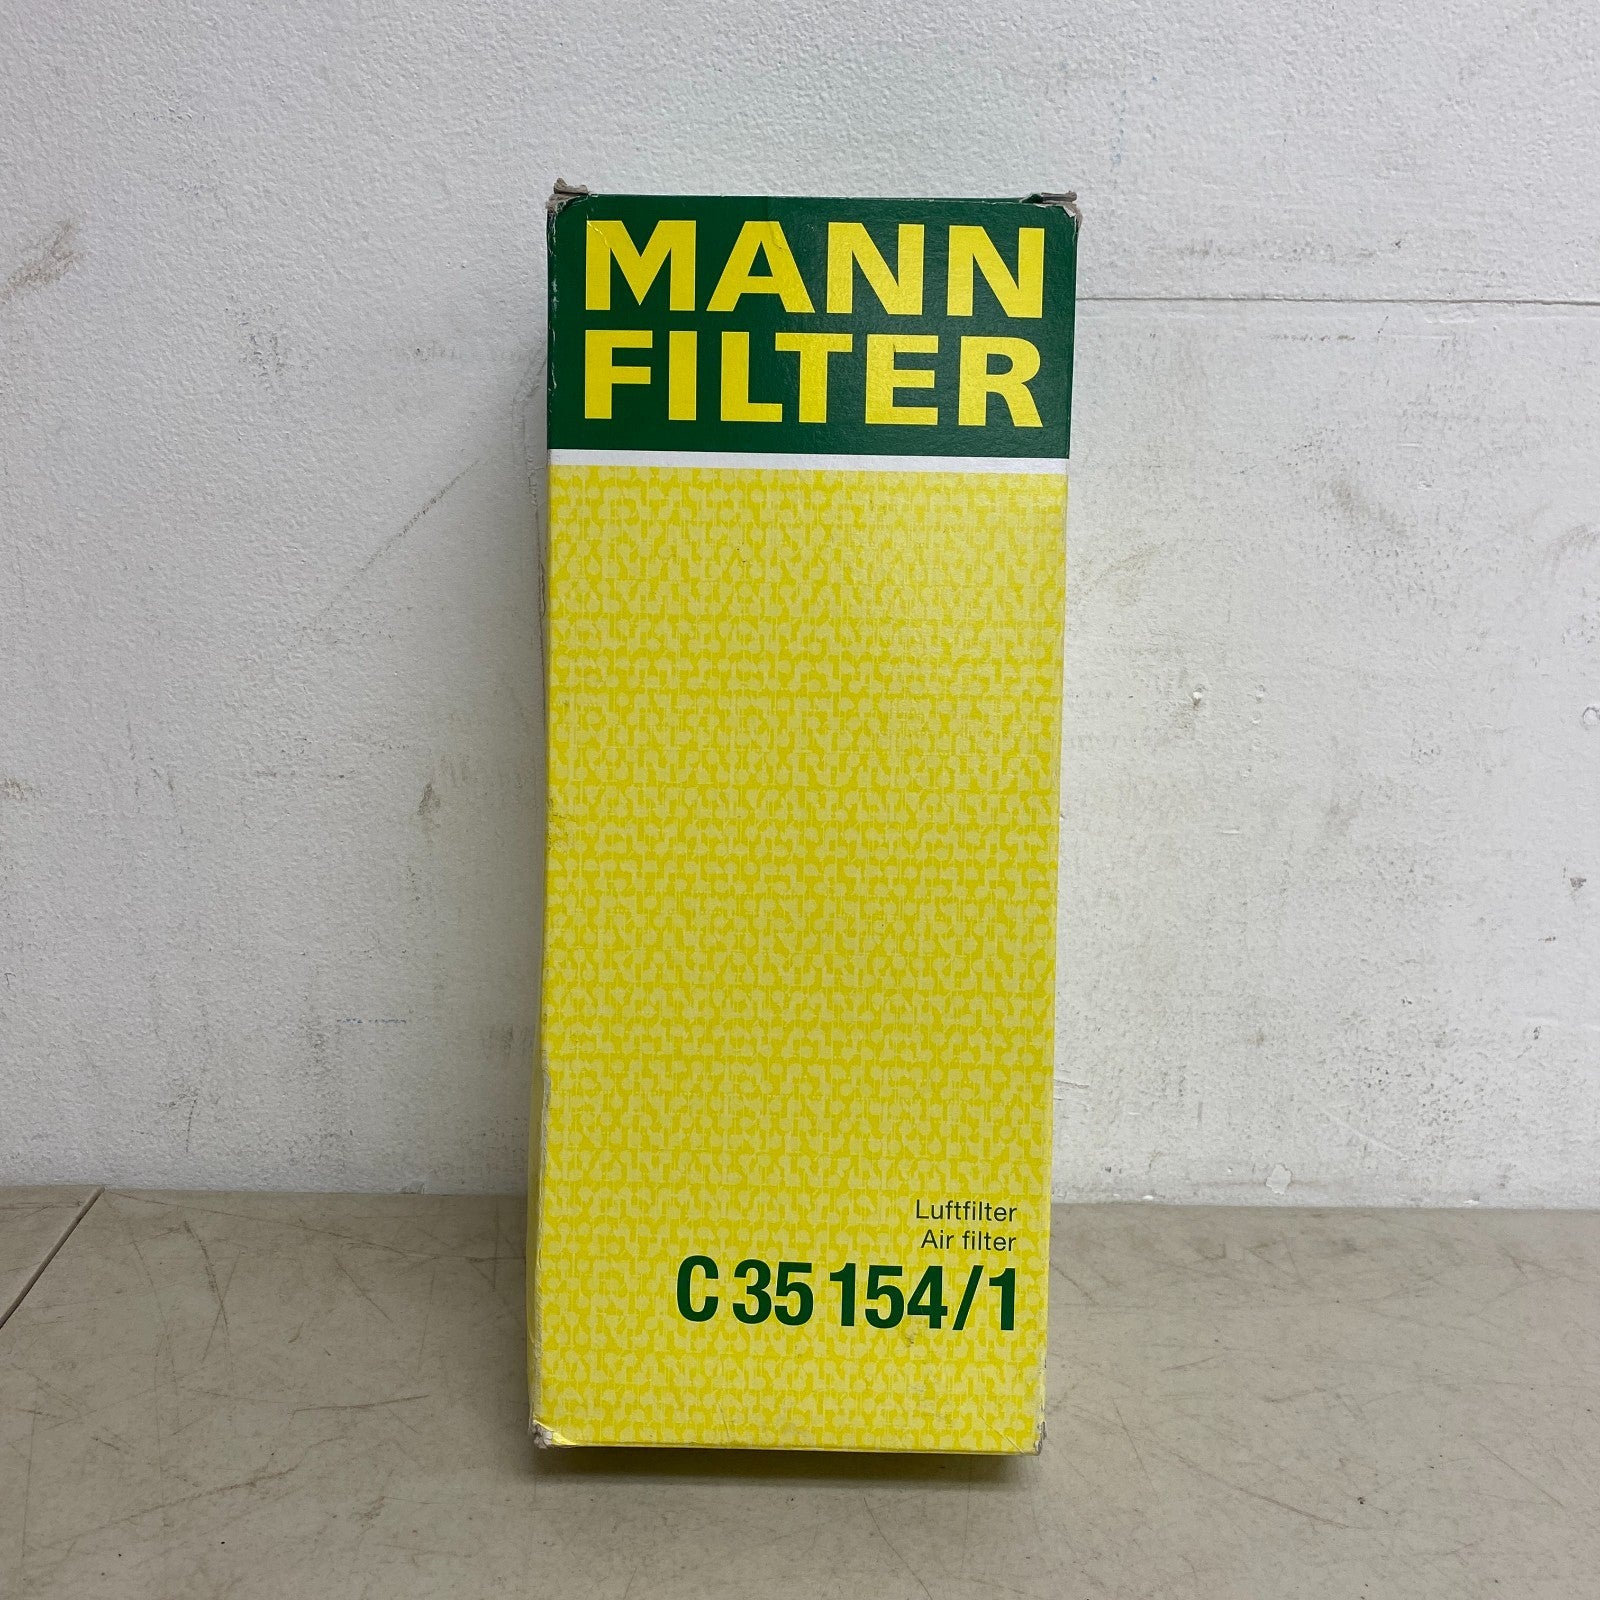 MANN
FILTER
Luftfilter
Air filter
C 35 154/1